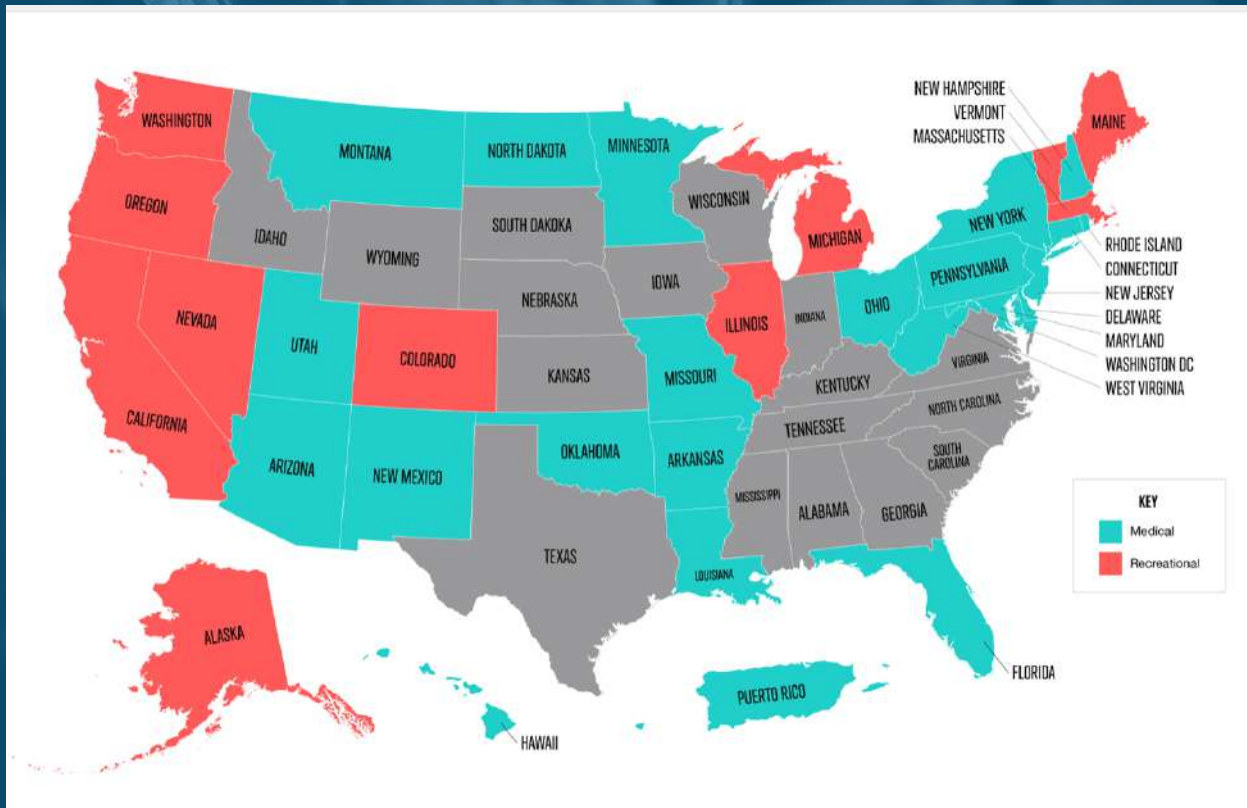 NEW HAMPSHIRE
VERMONT
MASSACHUSETTS
WASHINGTON
MONTANA
NORTH DAKOTA
MINNESOTA
MAINE
OREGON
IDAHO
WYOMING
SOUTH DAKOKA
WISCONSIN
MICHIGAN
NEW YORK
RHODE ISLAND
CONNECTICUT
NEW JERSEY
DELAWARE
MARYLAND
WASHINGTON DC
WEST VIRGINIA
PENNSYLVANIA
NEVADA
UTAH
COLORADO
NEBRASKA
IOWA
ILLINOIS
INDIANA
OHIO
KANSAS
MISSOURI
KENTUCKY
VIRGINIA
CALIFORNIA
ARIZONA
NEW MEXICO
OKLAHOMA
ARKANSAS
TENNESSEE
NORTH CAROLINA
SOUTH
CAROLINA
TEXAS
LOUISIANA
MISSISSIPPI
ALABAMA
GEORGIA
KEY
Medical
Recreational
ALASKA
HAWAII
PUERTO RICO
FLORIDA